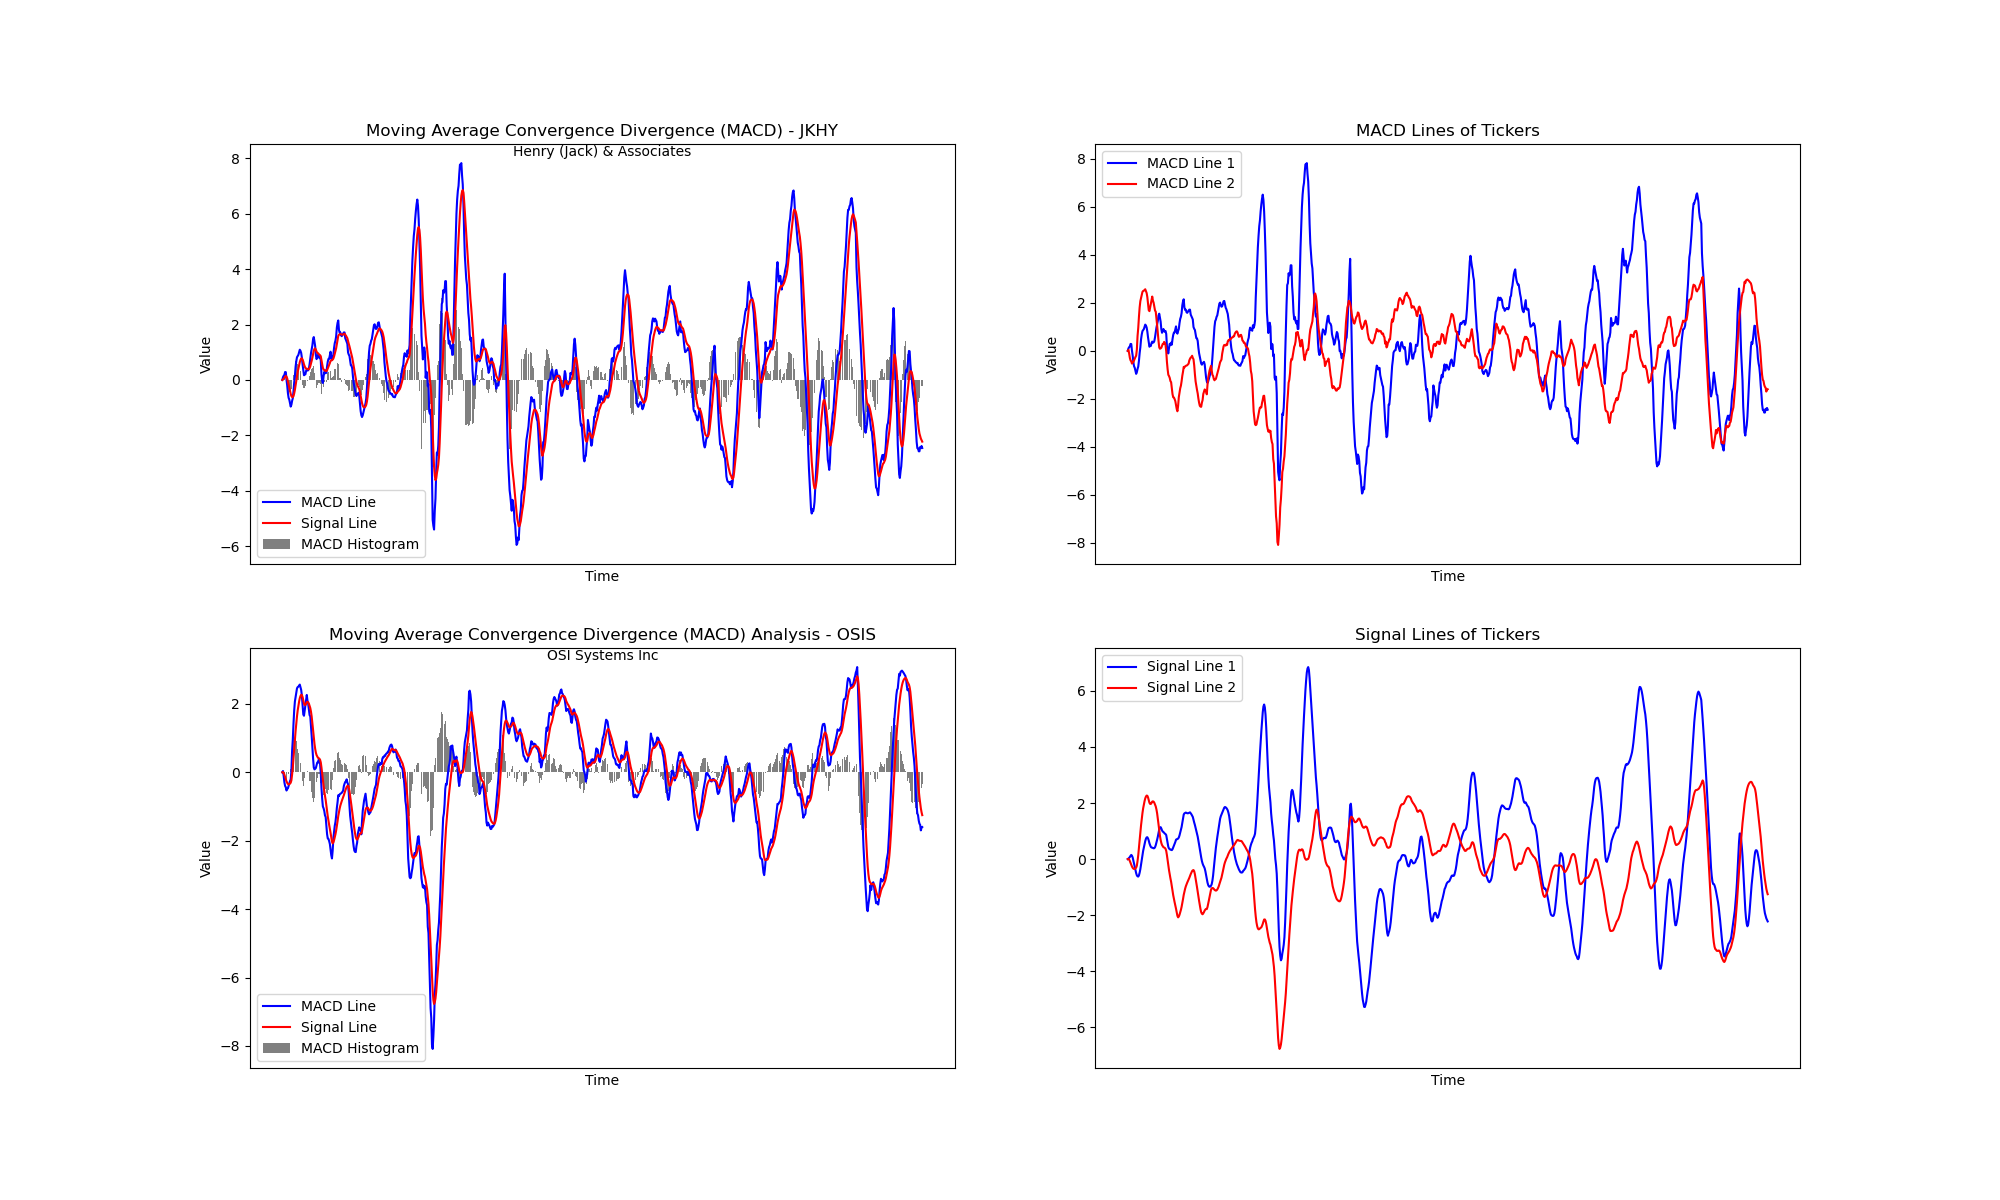 Moving Average Convergence Divergence (MACD) - JKHY
Henry (Jack) & Associates
8
6
4
2
0
−2
−4
−6
Value
MACD Line
Signal Line
MACD Histogram
Time
MACD Lines of Tickers
MACD Line 1
MACD Line 2
8
6
4
2
0
−2
−4
−6
−8
Value
Time
Moving Average Convergence Divergence (MACD) Analysis - OSIS
OSI Systems Inc
2
0
−2
−4
−6
−8
Value
MACD Line
Signal Line
MACD Histogram
Time
Signal Lines of Tickers
Signal Line 1
Signal Line 2
6
4
2
0
−2
−4
−6
Value
Time